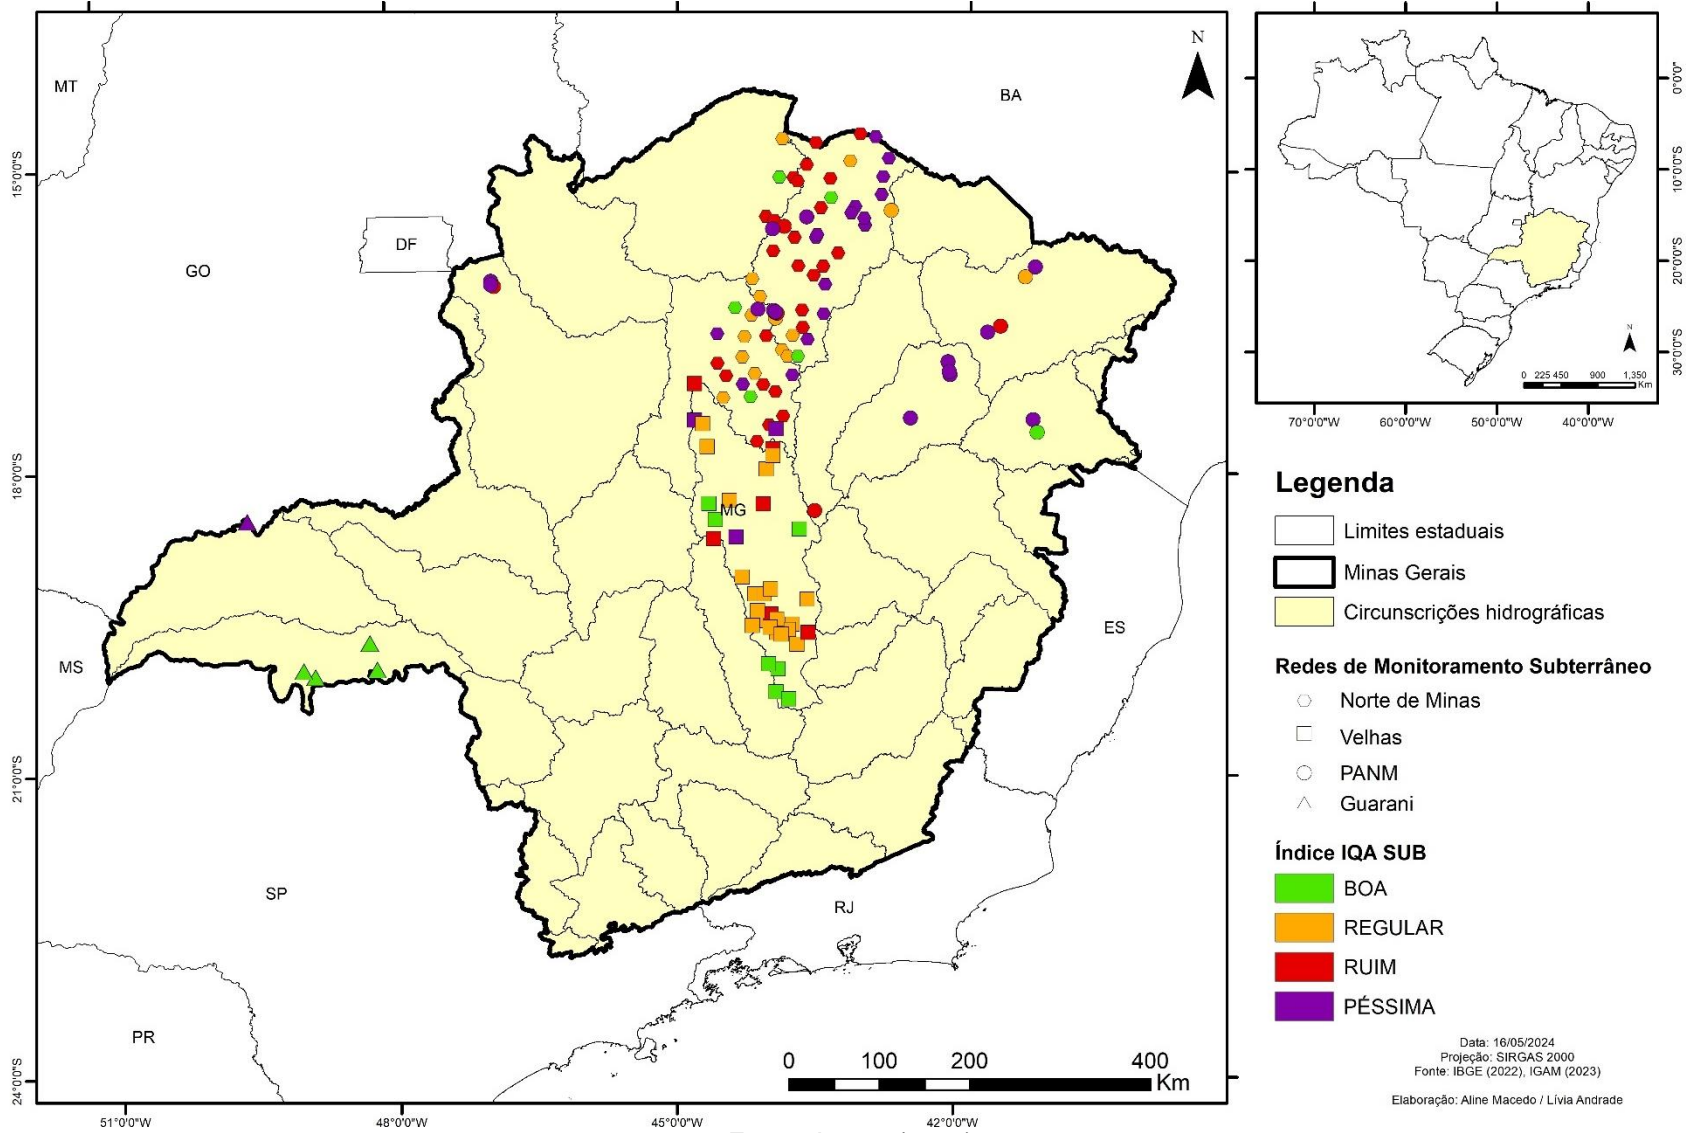 MT
BA
DF
GO
MG
MS
ES
SP
RJ
PR
N
15°0'0"S
18°0'0"S
21°0'0"S
24°0'0"S
51°0'0"W
48°0'0"W
45°0'0"W
42°0'0"W
0 100 200 400
Km
N
0 225 450 900 1,350
Km
0°0'0"
10°0'0"S
20°0'0"S
30°0'0"S
70°0'0"W
60°0'0"W
50°0'0"W
40°0'0"W
Legenda
Limites estaduais
Minas Gerais
Circunscrições hidrográficas
Redes de Monitoramento Subterrâneo
Norte de Minas
Velhas
PANM
Guarani
Índice IQA SUB
BOA
REGULAR
RUIM
PÉSSIMA
Data: 16/05/2024
Projeção: SIRGAS 2000
Fonte: IBGE (2022), IGAM (2023)
Elaboração: Aline Macedo / Lívia Andrade